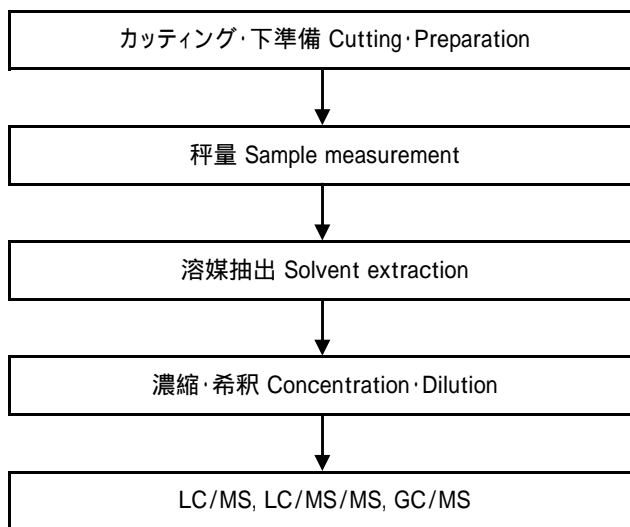 カッティング･下準備 Cutting･Preparation
秤量 Sample measurement
溶媒抽出 Solvent extraction
濃縮･希釈 Concentration･Dilution
LC/MS, LC/MS/MS, GC/MS